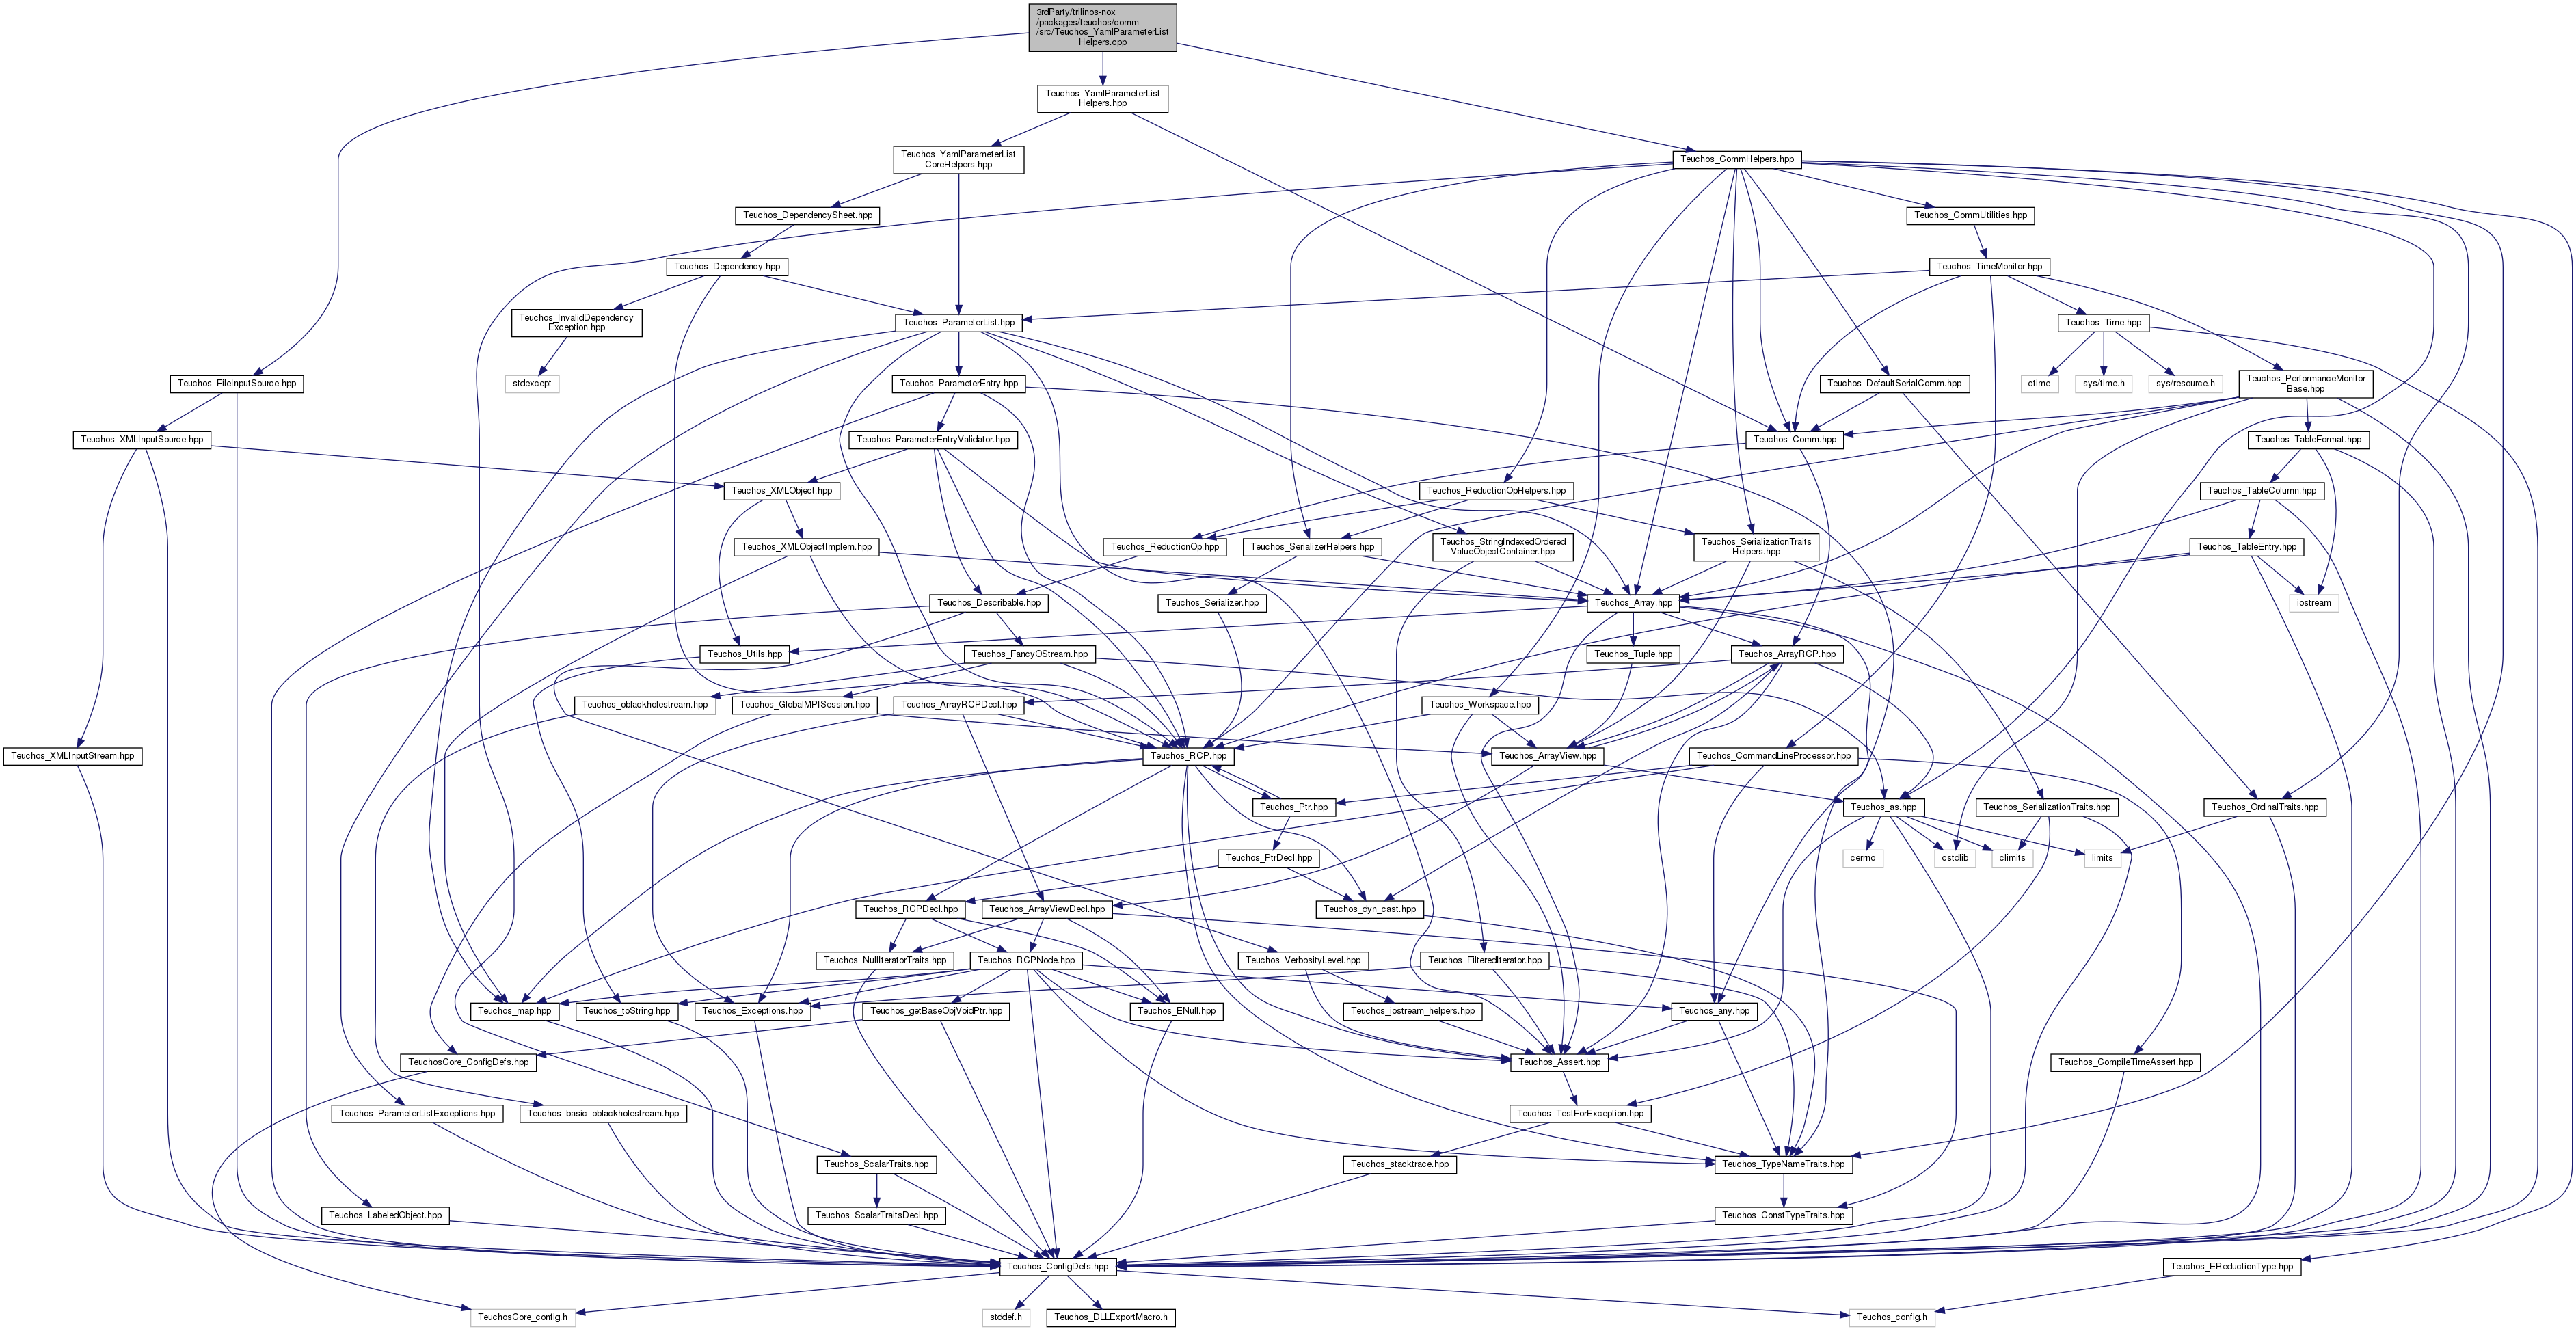 3rdParty/trilinos-nox
/packages/teuchos/comm
/src/Teuchos_YamlParameterList
Helpers.cpp
Teuchos_YamlParameterList
Helpers.hpp
Teuchos_YamlParameterList
CoreHelpers.hpp
Teuchos_CommHelpers.hpp
Teuchos_DependencySheet.hpp
Teuchos_CommUtilities.hpp
Teuchos_Dependency.hpp
Teuchos_TimeMonitor.hpp
Teuchos_InvalidDependency
Exception.hpp
Teuchos_ParameterList.hpp
Teuchos_Time.hpp
Teuchos_FileInputSource.hpp
stdexcept
Teuchos_ParameterEntry.hpp
Teuchos_DefaultSerialComm.hpp
ctime
sys/time.h
sys/resource.h
Teuchos_PerformanceMonitor
Base.hpp
Teuchos_XMLInputSource.hpp
Teuchos_ParameterEntryValidator.hpp
Teuchos_Comm.hpp
Teuchos_TableFormat.hpp
Teuchos_XMLObject.hpp
Teuchos_ReductionOpHelpers.hpp
Teuchos_TableColumn.hpp
Teuchos_XMLObjectImplem.hpp
Teuchos_ReductionOp.hpp
Teuchos_SerializerHelpers.hpp
Teuchos_StringIndexedOrdered
ValueObjectContainer.hpp
Teuchos_SerializationTraits
Helpers.hpp
Teuchos_TableEntry.hpp
Teuchos_Describable.hpp
Teuchos_Serializer.hpp
Teuchos_Array.hpp
iostream
Teuchos_Utils.hpp
Teuchos_FancyOStream.hpp
Teuchos_Tuple.hpp
Teuchos_ArrayRCP.hpp
Teuchos_oblackholestream.hpp
Teuchos_GlobalMPISession.hpp
Teuchos_ArrayRCPDecl.hpp
Teuchos_Workspace.hpp
Teuchos_XMLInputStream.hpp
Teuchos_RCP.hpp
Teuchos_ArrayView.hpp
Teuchos_CommandLineProcessor.hpp
Teuchos_Ptr.hpp
Teuchos_as.hpp
Teuchos_SerializationTraits.hpp
Teuchos_OrdinalTraits.hpp
Teuchos_PtrDecl.hpp
cerrno
cstdlib
climits
limits
Teuchos_RCPDecl.hpp
Teuchos_ArrayViewDecl.hpp
Teuchos_dyn_cast.hpp
Teuchos_NullIteratorTraits.hpp
Teuchos_RCPNode.hpp
Teuchos_VerbosityLevel.hpp
Teuchos_FilteredIterator.hpp
Teuchos_map.hpp
Teuchos_toString.hpp
Teuchos_Exceptions.hpp
Teuchos_getBaseObjVoidPtr.hpp
Teuchos_ENull.hpp
Teuchos_iostream_helpers.hpp
Teuchos_any.hpp
TeuchosCore_ConfigDefs.hpp
Teuchos_Assert.hpp
Teuchos_CompileTimeAssert.hpp
Teuchos_ParameterListExceptions.hpp
Teuchos_basic_oblackholestream.hpp
Teuchos_TestForException.hpp
Teuchos_ScalarTraits.hpp
Teuchos_stacktrace.hpp
Teuchos_TypeNameTraits.hpp
Teuchos_LabeledObject.hpp
Teuchos_ScalarTraitsDecl.hpp
Teuchos_ConstTypeTraits.hpp
Teuchos_ConfigDefs.hpp
Teuchos_EReductionType.hpp
TeuchosCore_config.h
stddef.h
Teuchos_DLLExportMacro.h
Teuchos_config.h